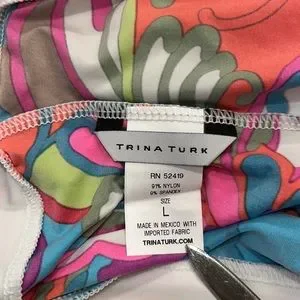 TRINA TURK
RN 52419
91% NYLON
9% SPANDEX
SIZE
L
MADE IN MEXICO WITH
IMPORTED FABRIC
TRINATURK.COM